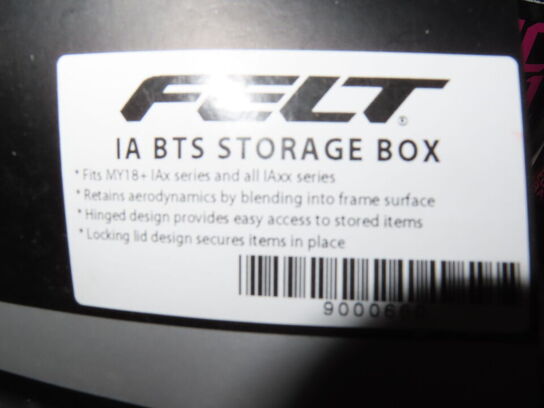 FELT®
IA BTS STORAGE BOX
* Fits MY18+ IAx series and all IAxx series
* Retains aerodynamics by blending into frame surface
* Hinged design provides easy access to stored items
* Locking lid design secures items in place